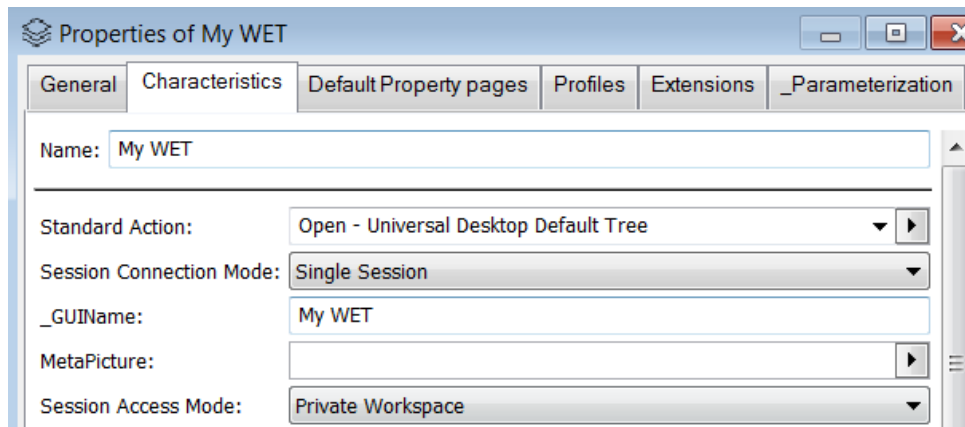 Properties of My WET
General Characteristics Default Property pages Profiles Extensions _Parameterization
Name: My WET
Standard Action: Open - Universal Desktop Default Tree
Session Connection Mode: Single Session
_GUIName: My WET
MetaPicture:
Session Access Mode: Private Workspace